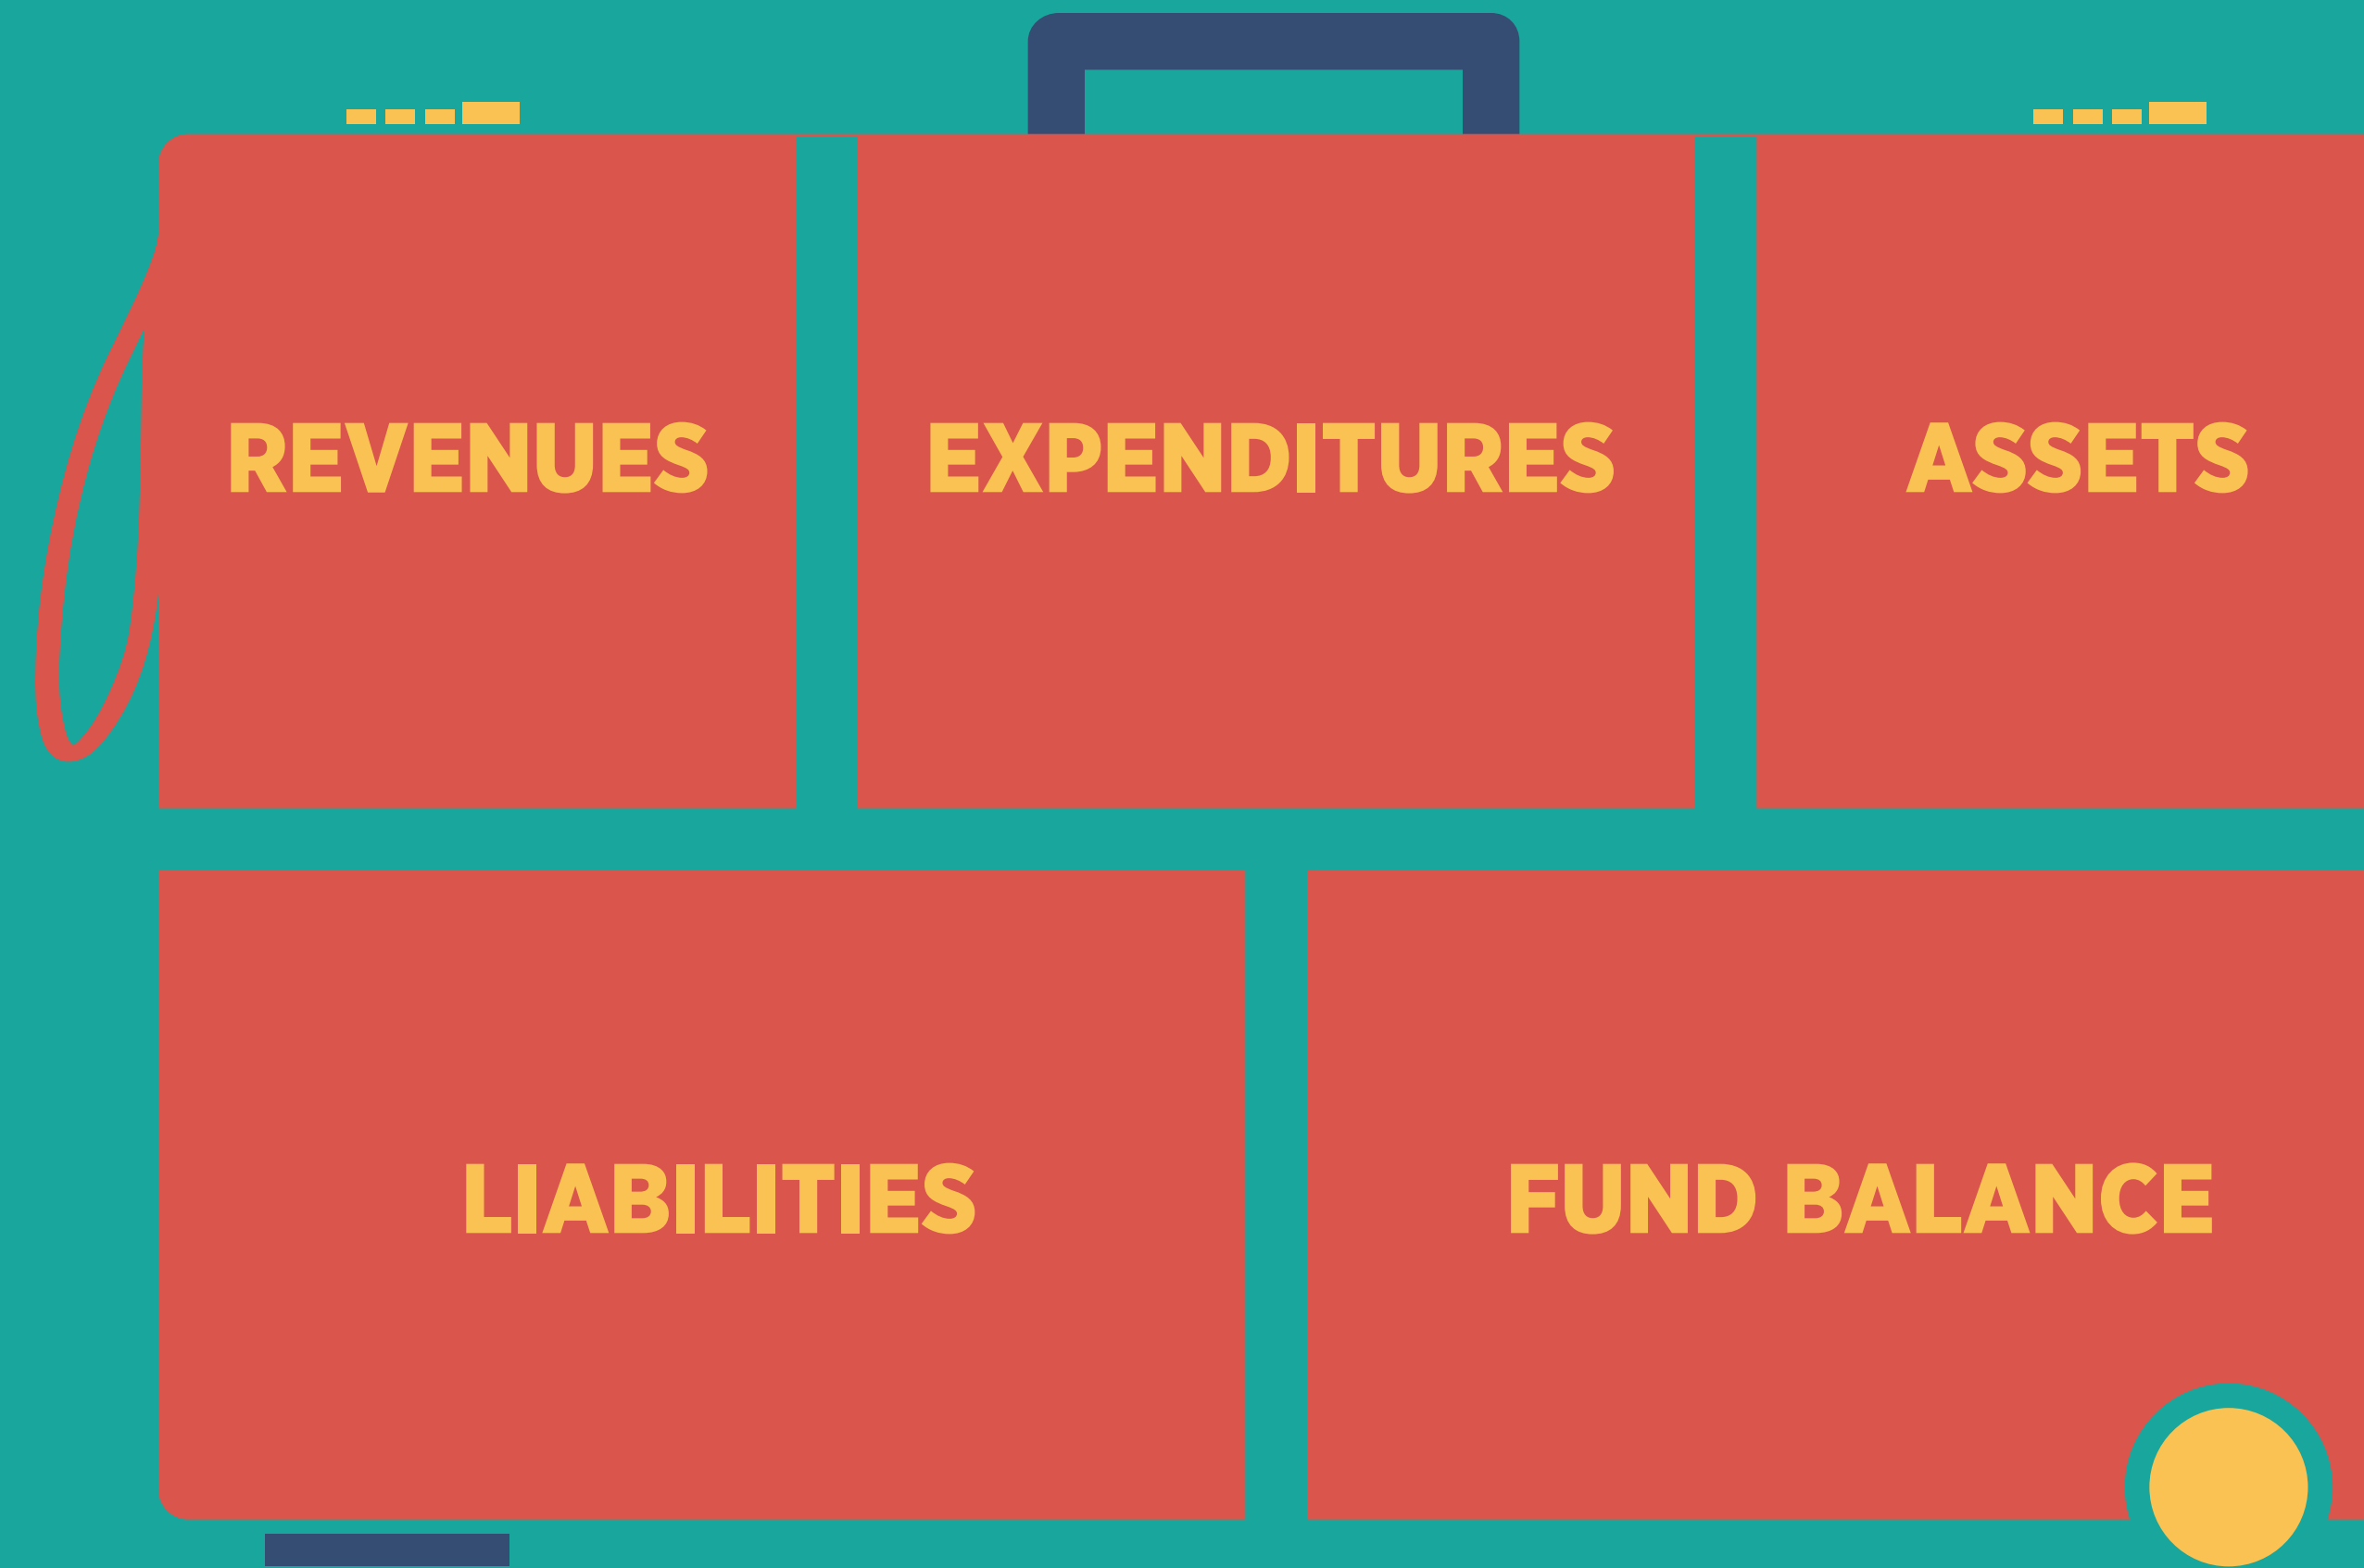 REVENUES
EXPENDITURES
ASSETS
LIABILITIES
FUND BALANCE